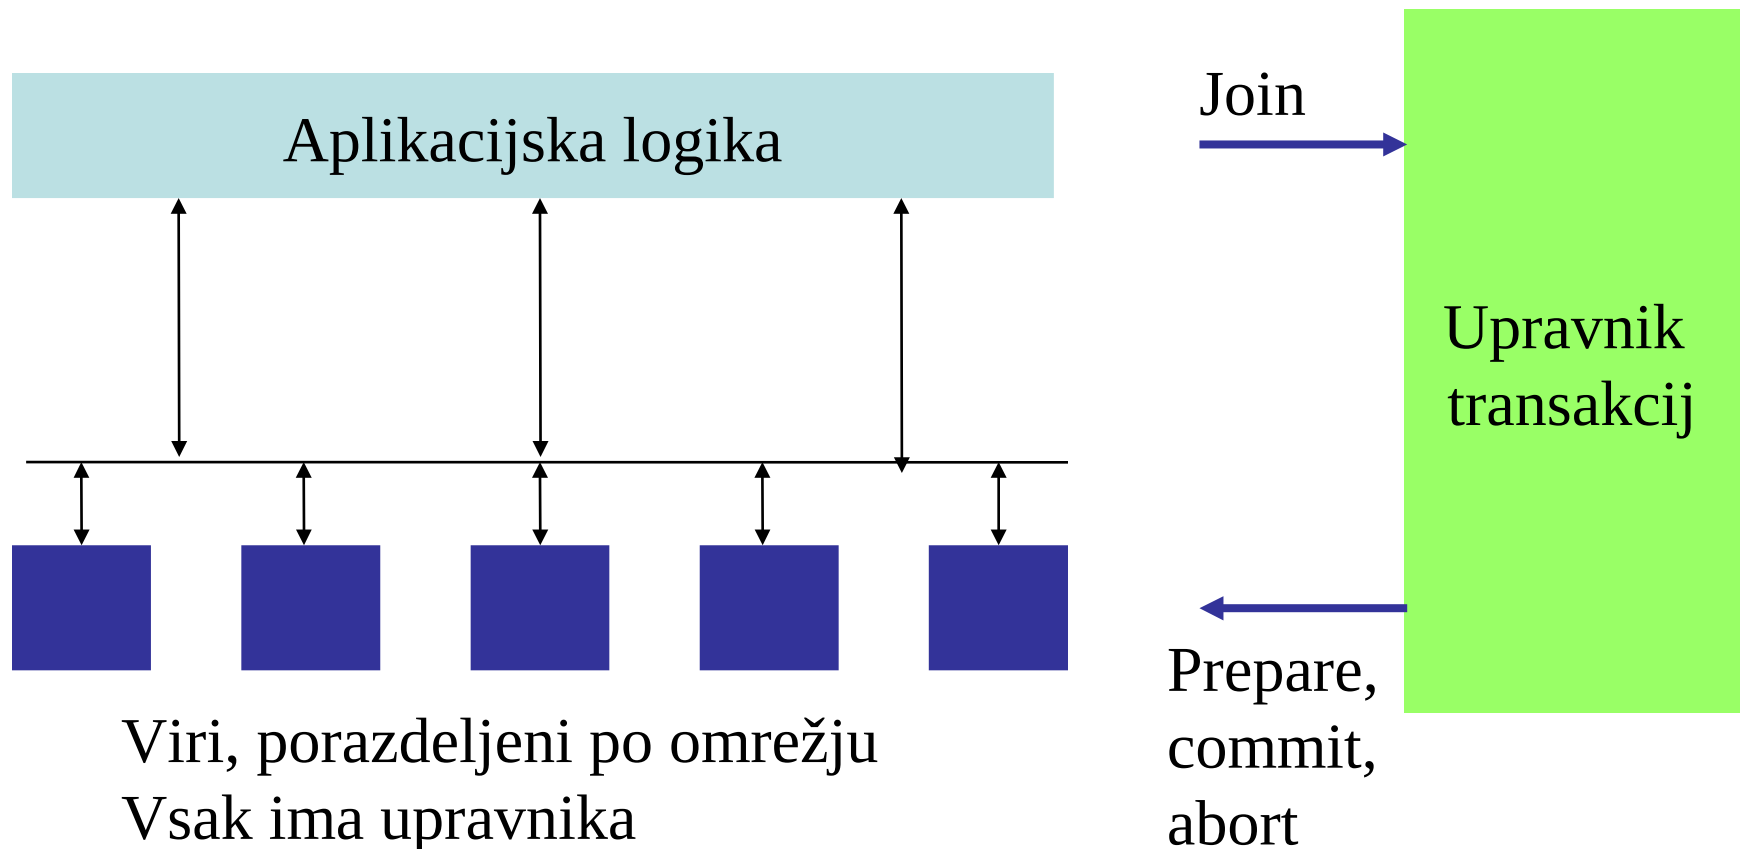 Aplikacijska logika
Join
Upravnik
transakcij
Viri, porazdeljeni po omrežju
Vsak ima upravnika
Prepare,
commit,
abort